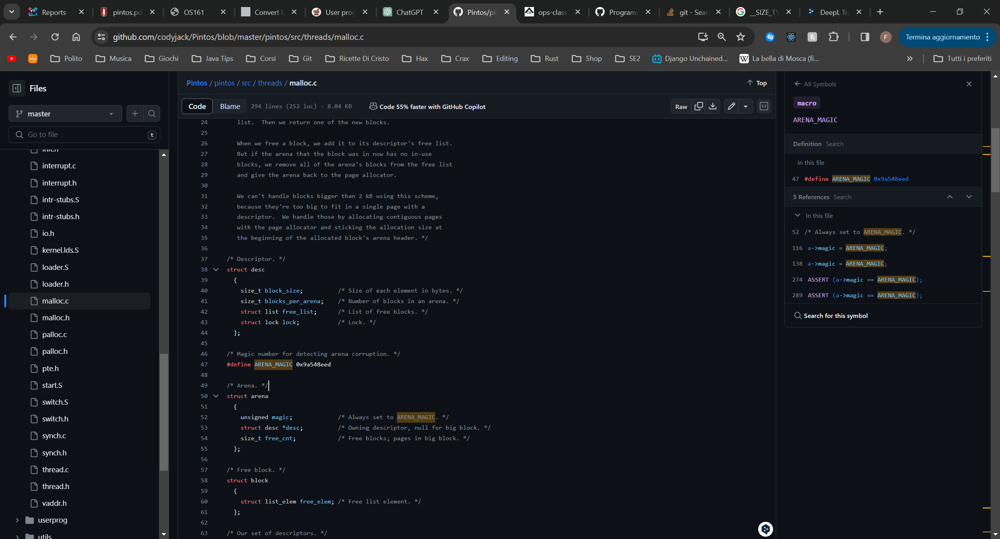 Reports
pintos.pd
OS161
Convert b
User prog
ChatGPT
Pintos/pi
ops-class
Programm
git - Sear
__SIZE_TY
DeepL Tr
github.com/codyjack/Pintos/blob/master/pintos/src/threads/malloc.c
F
Termina aggiornamento
Polito
Musica
Giochi
Java Tips
Corsi
Git
Ricette Di Cristo
Hax
Crax
Editing
Rust
Shop
SE2
Django Unchained...
W La bella di Mosca (fi...
Tutti i preferiti
Files
master
Go to file
t
init.h
interrupt.c
interrupt.h
intr-stubs.S
intr-stubs.h
io.h
kernel.lds.S
loader.S
loader.h
malloc.c
malloc.h
palloc.c
palloc.h
pte.h
start.S
switch.S
switch.h
synch.c
synch.h
thread.c
thread.h
vaddr.h
userprog
utils
Pintos / pintos / src / threads / malloc.c
Top
Code
Blame
294 lines (252 loc) · 8.04 KB
Code 55% faster with GitHub Copilot
Raw
24 list.  Then we return one of the new blocks.
25
26 When we free a block, we add it to its descriptor's free list.
27 But if the arena that the block was in now has no in-use
28 blocks, we remove all of the arena's blocks from the free list
29 and give the arena back to the page allocator.
30
31 We can't handle blocks bigger than 2 kB using this scheme,
32 because they're too big to fit in a single page with a
33 descriptor.  We handle those by allocating contiguous pages
34 with the page allocator and sticking the allocation size at
35 the beginning of the allocated block's arena header. */
36
37 /* Descriptor. */
38 struct desc
39 {
40 size_t block_size; /* Size of each element in bytes. */
41 size_t blocks_per_arena; /* Number of blocks in an arena. */
42 struct list free_list; /* List of free blocks. */
43 struct lock lock; /* Lock. */
44 };
45
46 /* Magic number for detecting arena corruption. */
47 #define ARENA_MAGIC 0x9a548eed
48
49 /* Arena. */
50 struct arena
51 {
52 unsigned magic; /* Always set to ARENA_MAGIC. */
53 struct desc *desc; /* Owning descriptor, null for big block. */
54 size_t free_cnt; /* Free blocks; pages in big block. */
55 };
56
57 /* Free block. */
58 struct block
59 {
60 struct list_elem free_elem; /* Free list element. */
61 };
62
63 /* Our set of descriptors. */
All Symbols
macro
ARENA_MAGIC
Definition Search
In this file
47 #define ARENA_MAGIC 0x9a548eed
5 References Search
In this file
52 /* Always set to ARENA_MAGIC. */
116 a->magic = ARENA_MAGIC;
138 a->magic = ARENA_MAGIC;
274 ASSERT (a->magic == ARENA_MAGIC);
289 ASSERT (a->magic == ARENA_MAGIC);
Search for this symbol